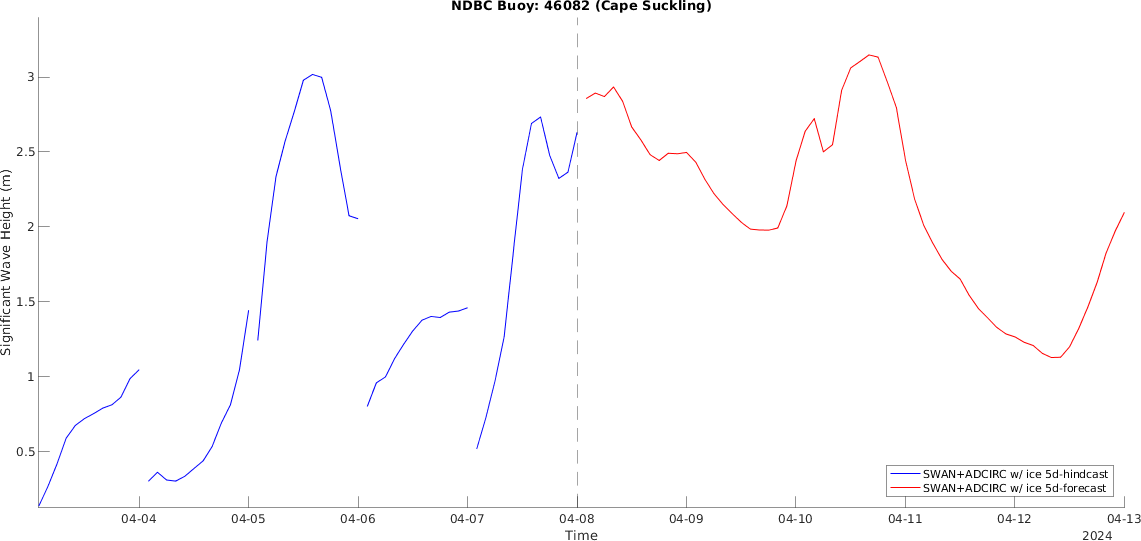 NDBC Buoy: 46082 (Cape Suckling)
Significant Wave Height (m)
3
2.5
2
1.5
1
0.5
SWAN+ADCIRC w/ ice 5d-hindcast
SWAN+ADCIRC w/ ice 5d-forecast
04-04 04-05 04-06 04-07 04-08 04-09 04-10 04-11 04-12 04-13
Time
2024